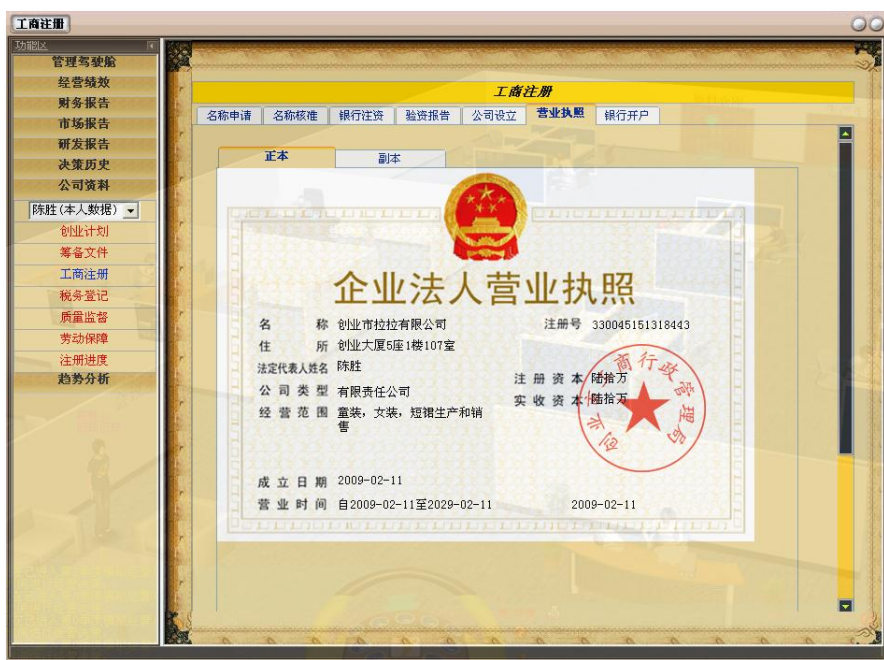 工商注册
功能区
管理驾驶舱
经营绩效
财务报告
市场报告
研发报告
决策历史
公司资料
陈胜(本人数据)
创业计划
筹备文件
工商注册
税务登记
质量监督
劳动保障
注册进度
趋势分析
工商注册
名称申请 名称核准 银行注资 验资报告 公司设立 营业执照 银行开户
正本 副本
企业法人营业执照
名 称 创业市拉拉有限公司 注册号 330045151318443
住 所 创业大厦5座1楼107室
法定代表人姓名 陈胜
注册资本 陆拾万
公司类型 有限责任公司
实收资本 陆拾万
经营范围 童装，女装，短裙生产和销
售
创业市工商行政管理局
成立日期 2009-02-11
营业时间 自2009-02-11至2029-02-11 2009-02-11